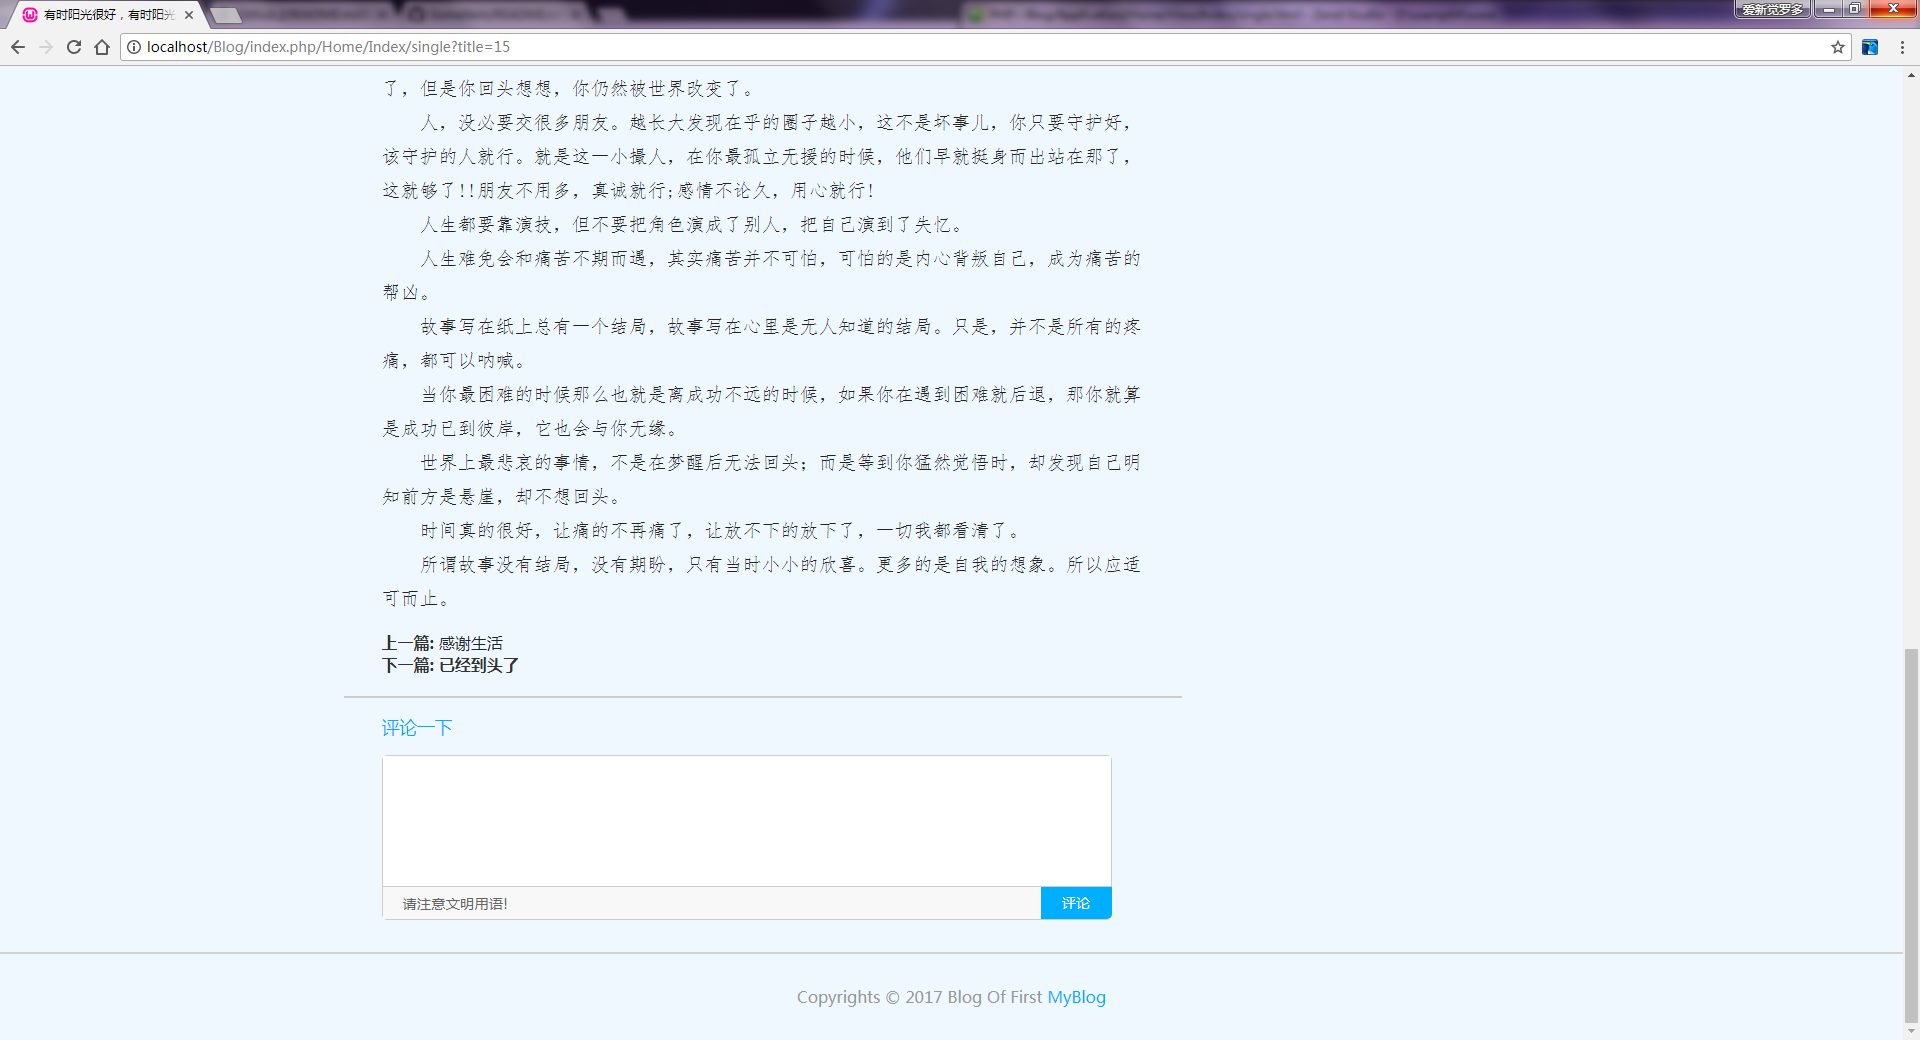 有时阳光很好，有时阳光
爱新觉罗多
localhost/Blog/index.php/Home/Index/single?title=15
了，但是你回头想想，你仍然被世界改变了。
人，没必要交很多朋友。越长大发现在乎的圈子越小，这不是坏事儿，你只要守护好，
该守护的人就行。就是这一小撮人，在你最孤立无援的时候，他们早就挺身而出站在那了，
这就够了!!朋友不用多，真诚就行;感情不论久，用心就行!
人生都要靠演技，但不要把角色演成了别人，把自己演到了失忆。
人生难免会和痛苦不期而遇，其实痛苦并不可怕，可怕的是内心背叛自己，成为痛苦的
帮凶。
故事写在纸上总有一个结局，故事写在心里是无人知道的结局。只是，并不是所有的疼
痛，都可以呐喊。
当你最困难的时候那么也就是离成功不远的时候，如果你在遇到困难就后退，那你就算
是成功已到彼岸，它也会与你无缘。
世界上最悲哀的事情，不是在梦醒后无法回头；而是等到你猛然觉悟时，却发现自己明
知前方是悬崖，却不想回头。
时间真的很好，让痛的不再痛了，让放不下的放下了，一切我都看清了。
所谓故事没有结局，没有期盼，只有当时小小的欣喜。更多的是自我的想象。所以应适
可而止。
上一篇: 感谢生活
下一篇: 已经到头了
评论一下
请注意文明用语!
评论
Copyrights © 2017 Blog Of First MyBlog